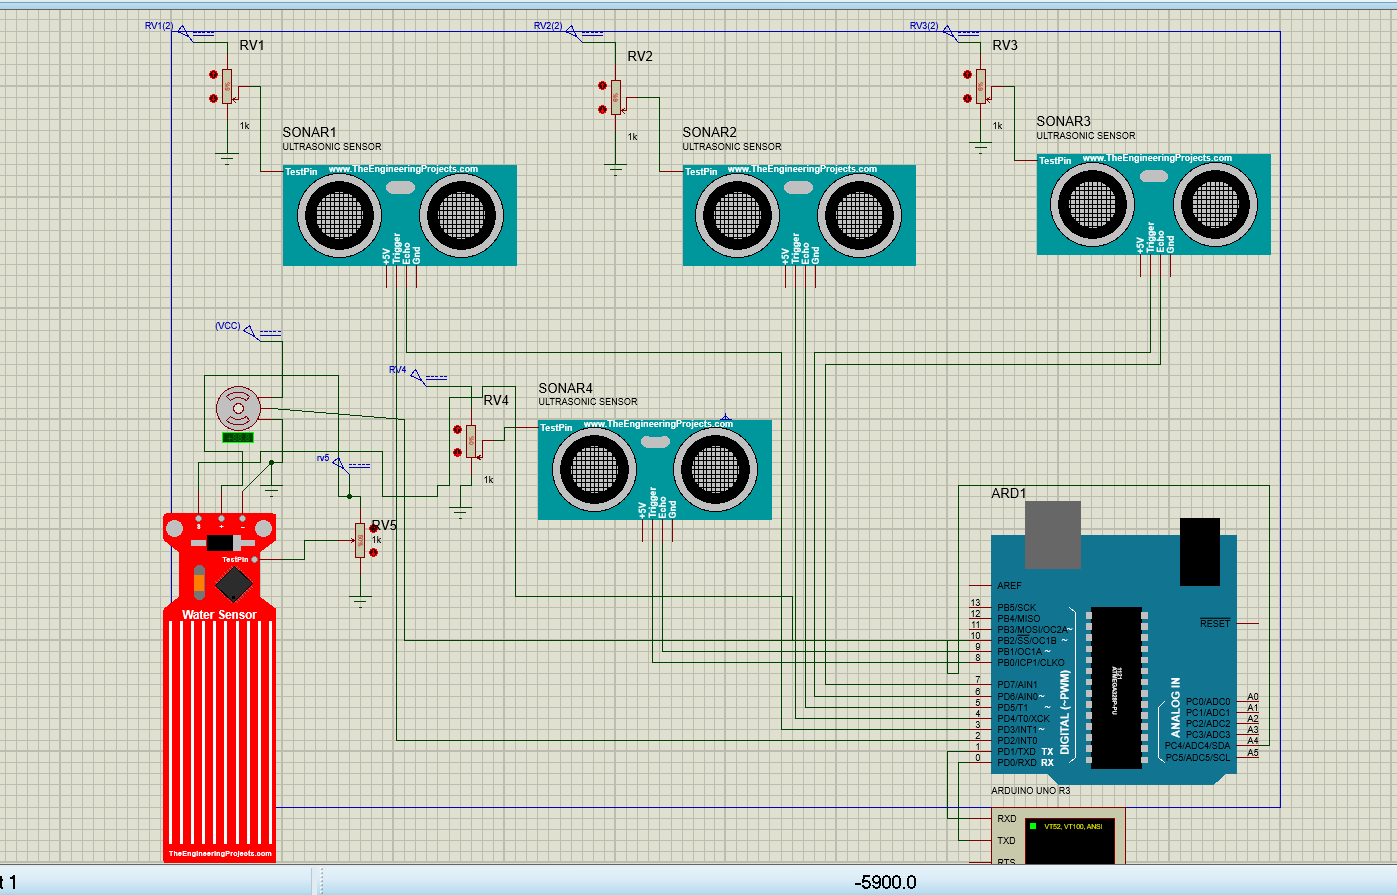 RV1(2)
RV1
1k
RV2(2)
RV2
1k
RV3(2)
RV3
1k
SONAR1
ULTRASONIC SENSOR
TestPin
www.TheEngineeringProjects.com
+5V
Trigger
Echo
Gnd
SONAR2
ULTRASONIC SENSOR
TestPin
www.TheEngineeringProjects.com
+5V
Trigger
Echo
Gnd
SONAR3
ULTRASONIC SENSOR
TestPin
www.TheEngineeringProjects.com
+5V
Trigger
Echo
Gnd
(VCC)
RV4
RV4
1k
SONAR4
ULTRASONIC SENSOR
TestPin
www.TheEngineeringProjects.com
+5V
Trigger
Echo
Gnd
rv5
RV5
1k
TestPin
Water Sensor
TheEngineeringProjects.com
ARD1
AREF
13 PB5/SCK
12 PB4/MISO
11 PB3/MOSI/OC2A~
10 PB2/SS/OC1B ~
9 PB1/OC1A ~
8 PB0/ICP1/CLKO
7 PD7/AIN1
6 PD6/AIN0 ~
5 PD5/T1 ~
4 PD4/T0/XCK
3 PD3/INT1 ~
2 PD2/INT0
1 PD1/TXD TX
0 PD0/RXD RX
DIGITAL (~PWM)
ATMEGA328P-PU
1121
ANALOG IN
RESET
PC0/ADC0 A0
PC1/ADC1 A1
PC2/ADC2 A2
PC3/ADC3 A3
PC4/ADC4/SDA A4
PC5/ADC5/SCL A5
ARDUINO UNO R3
RXD
TXD
RTS
VT52, VT100, ANSI
t 1
-5900.0